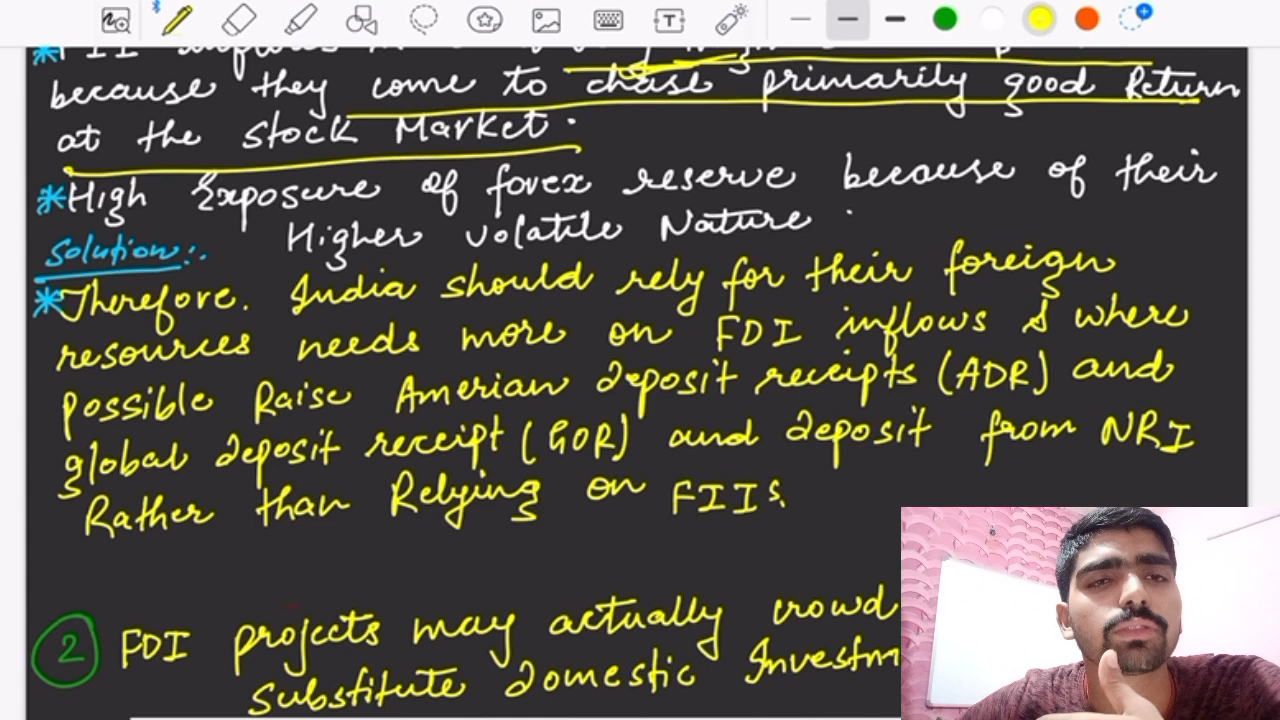 * FII inflows
because they come to chase primarily good Return
at the stock Market.
* High Exposure of forex reserve because of their
Higher volatile Nature.
Solution:.
* Therefore. India should rely for their foreign
resources needs more on FDI inflows & where
possible Raise Amerian deposit receipts (ADR) and
global deposit receipt (GDR) and deposit from NRI
Rather than Relying on FIIs.
2 FDI projects may actually crowd
substitute domestic